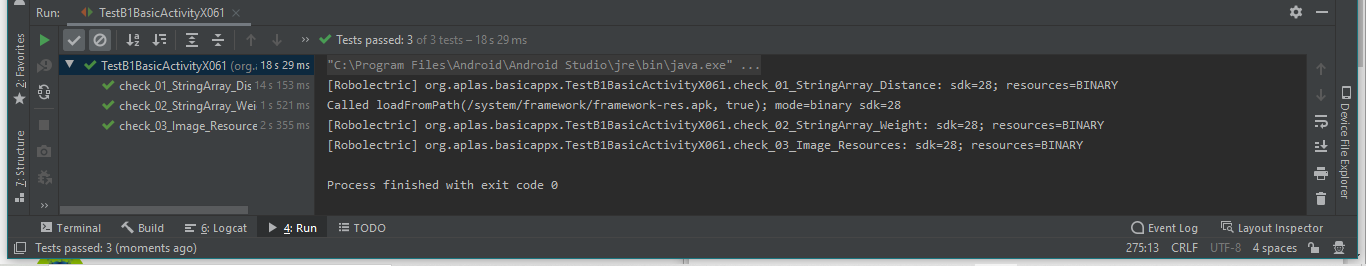 Run:
TestB1BasicActivityX061
Tests passed: 3 of 3 tests – 18 s 29 ms
TestB1BasicActivityX061 (org. 18 s 29 ms
check_01_StringArray_Dis 14 s 153 ms
check_02_StringArray_Wei 1 s 521 ms
check_03_Image_Resource 2 s 355 ms
"C:\Program Files\Android\Android Studio\jre\bin\java.exe" ...
[Robolectric] org.aplas.basicappx.TestB1BasicActivityX061.check_01_StringArray_Distance: sdk=28; resources=BINARY
Called loadFromPath(/system/framework/framework-res.apk, true); mode=binary sdk=28
[Robolectric] org.aplas.basicappx.TestB1BasicActivityX061.check_02_StringArray_Weight: sdk=28; resources=BINARY
[Robolectric] org.aplas.basicappx.TestB1BasicActivityX061.check_03_Image_Resources: sdk=28; resources=BINARY
Process finished with exit code 0
2: Favorites
7: Structure
Device File Explorer
Terminal Build 6: Logcat 4: Run TODO Event Log Layout Inspector
Tests passed: 3 (moments ago) 275:13 CRLF UTF-8 4 spaces